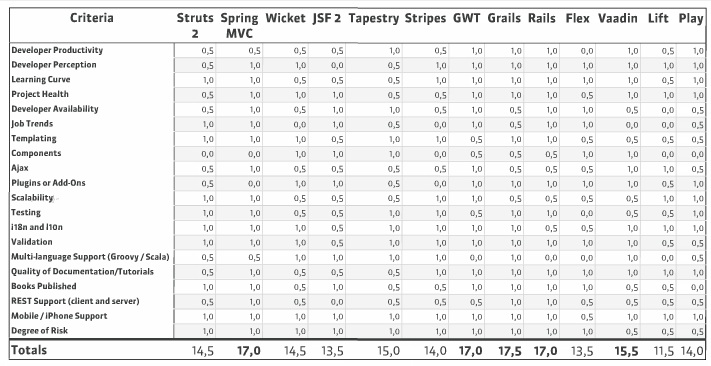 Criteria Struts 2 Spring MVC Wicket JSF 2 Tapestry Stripes GWT Grails Rails Flex Vaadin Lift Play
Developer Productivity 0,5 0,5 0,5 0,5 1,0 0,5 1,0 1,0 1,0 0,0 1,0 0,5 1,0
Developer Perception 0,5 1,0 1,0 0,0 0,5 1,0 1,0 1,0 1,0 1,0 1,0 1,0 1,0
Learning Curve 1,0 1,0 0,5 0,5 0,5 1,0 1,0 1,0 1,0 1,0 1,0 0,5 1,0
Project Health 0,5 1,0 1,0 1,0 1,0 0,5 1,0 1,0 1,0 0,5 1,0 1,0 1,0
Developer Availability 0,5 1,0 0,5 1,0 1,0 0,5 1,0 0,5 1,0 1,0 0,5 0,0 0,5
Job Trends 1,0 1,0 0,0 1,0 0,5 0,0 1,0 0,5 1,0 1,0 0,0 0,0 0,5
Templating 1,0 1,0 1,0 0,5 1,0 1,0 0,5 1,0 1,0 0,5 0,5 0,5 0,5
Components 0,0 0,0 1,0 1,0 1,0 0,0 0,5 0,5 0,5 1,0 1,0 0,0 0,0
Ajax 0,5 1,0 0,5 0,5 0,5 0,5 1,0 0,5 0,5 1,0 1,0 1,0 0,5
Plugins or Add-Ons 0,5 0,0 1,0 1,0 0,5 0,0 1,0 1,0 1,0 1,0 1,0 0,5 1,0
Scalability 1,0 1,0 0,5 0,5 0,5 1,0 1,0 0,5 0,5 0,5 0,5 1,0 1,0
Testing 1,0 1,0 0,5 0,5 1,0 1,0 0,5 1,0 1,0 0,0 0,5 0,5 1,0
i18n and l10n 1,0 1,0 1,0 0,5 1,0 1,0 1,0 1,0 0,5 0,5 1,0 1,0 0,5
Validation 1,0 1,0 1,0 0,5 1,0 1,0 1,0 1,0 1,0 1,0 1,0 0,5 0,5
Multi-language Support (Groovy / Scala) 0,5 0,5 1,0 1,0 1,0 1,0 0,0 1,0 0,0 0,0 1,0 0,0 0,5
Quality of Documentation/Tutorials 0,5 1,0 0,5 0,5 0,5 1,0 1,0 1,0 1,0 1,0 1,0 0,5 1,0
Books Published 1,0 1,0 0,5 1,0 0,5 0,5 1,0 1,0 1,0 1,0 0,5 0,5 0,0
REST Support (client and server) 0,5 1,0 0,5 0,0 0,5 0,5 0,5 1,0 1,0 0,5 0,5 0,5 0,5
Mobile / iPhone Support 1,0 1,0 1,0 1,0 1,0 1,0 1,0 1,0 1,0 0,5 1,0 1,0 1,0
Degree of Risk 1,0 1,0 1,0 1,0 1,0 1,0 1,0 1,0 1,0 1,0 0,5 0,5 0,5
Totals 14,5 17,0 14,5 13,5 15,0 14,0 17,0 17,5 17,0 13,5 15,5 11,5 14,0